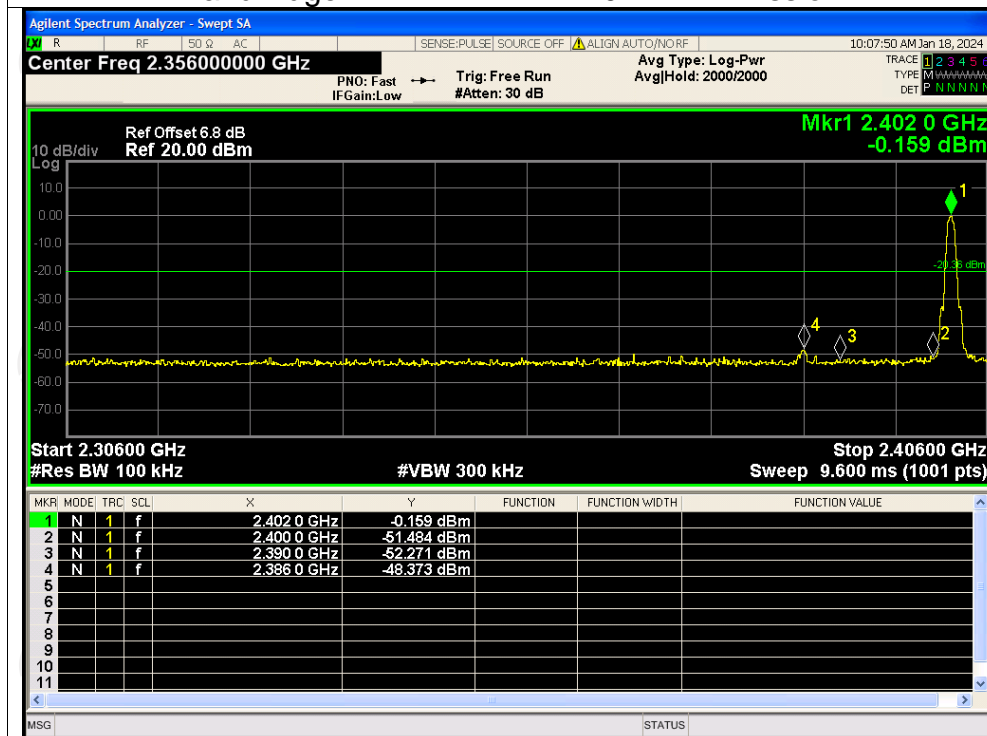 Agilent Spectrum Analyzer - Swept SA
LXI R RF 50 Ω AC SENSE:PULSE SOURCE OFF ALIGN AUTO/NO RF 10:07:50 AM Jan 18, 2024
Center Freq 2.356000000 GHz
PNO: Fast
IFGain:Low
Trig: Free Run
#Atten: 30 dB
Avg Type: Log-Pwr
Avg|Hold: 2000/2000
TRACE 1 2 3 4 5 6
TYPE M
DET P N N N N
Ref Offset 6.8 dB
Mkr1 2.402 0 GHz
10 dB/div Ref 20.00 dBm -0.159 dBm
Log
10.0
1
0.00
-10.0
-20.0
-20.36 dBm
-30.0
-40.0
4
3
2
-50.0
-60.0
-70.0
Start 2.30600 GHz Stop 2.40600 GHz
#Res BW 100 kHz #VBW 300 kHz Sweep 9.600 ms (1001 pts)
MKR MODE TRC SCL X Y FUNCTION FUNCTION WIDTH FUNCTION VALUE
1 N 1 f 2.402 0 GHz -0.159 dBm
2 N 1 f 2.400 0 GHz -51.484 dBm
3 N 1 f 2.390 0 GHz -52.271 dBm
4 N 1 f 2.386 0 GHz -48.373 dBm
5
6
7
8
9
10
11
MSG STATUS